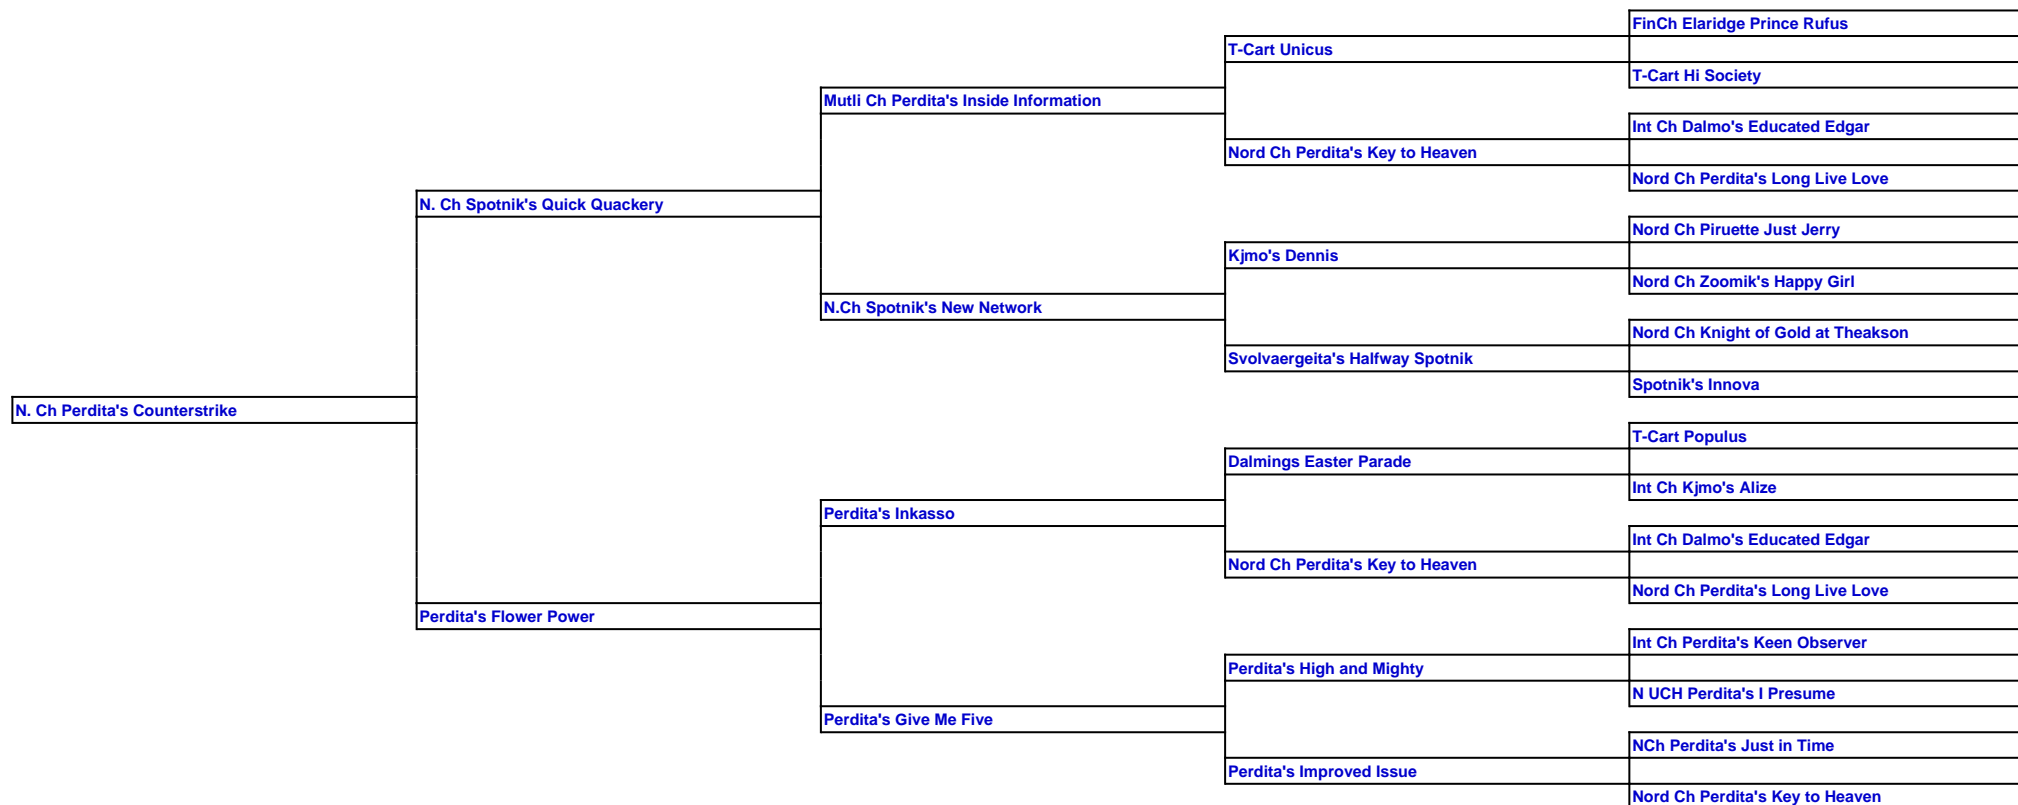 FinCh Elaridge Prince Rufus
T-Cart Unicus
T-Cart Hi Society
Mutli Ch Perdita's Inside Information
Int Ch Dalmo's Educated Edgar
Nord Ch Perdita's Key to Heaven
Nord Ch Perdita's Long Live Love
N. Ch Spotnik's Quick Quackery
Nord Ch Piruette Just Jerry
Kjmo's Dennis
Nord Ch Zoomik's Happy Girl
N.Ch Spotnik's New Network
Nord Ch Knight of Gold at Theakson
Svolvaergeita's Halfway Spotnik
Spotnik's Innova
N. Ch Perdita's Counterstrike
T-Cart Populus
Dalmings Easter Parade
Int Ch Kjmo's Alize
Perdita's Inkasso
Int Ch Dalmo's Educated Edgar
Nord Ch Perdita's Key to Heaven
Nord Ch Perdita's Long Live Love
Perdita's Flower Power
Int Ch Perdita's Keen Observer
Perdita's High and Mighty
N UCH Perdita's I Presume
Perdita's Give Me Five
NCh Perdita's Just in Time
Perdita's Improved Issue
Nord Ch Perdita's Key to Heaven